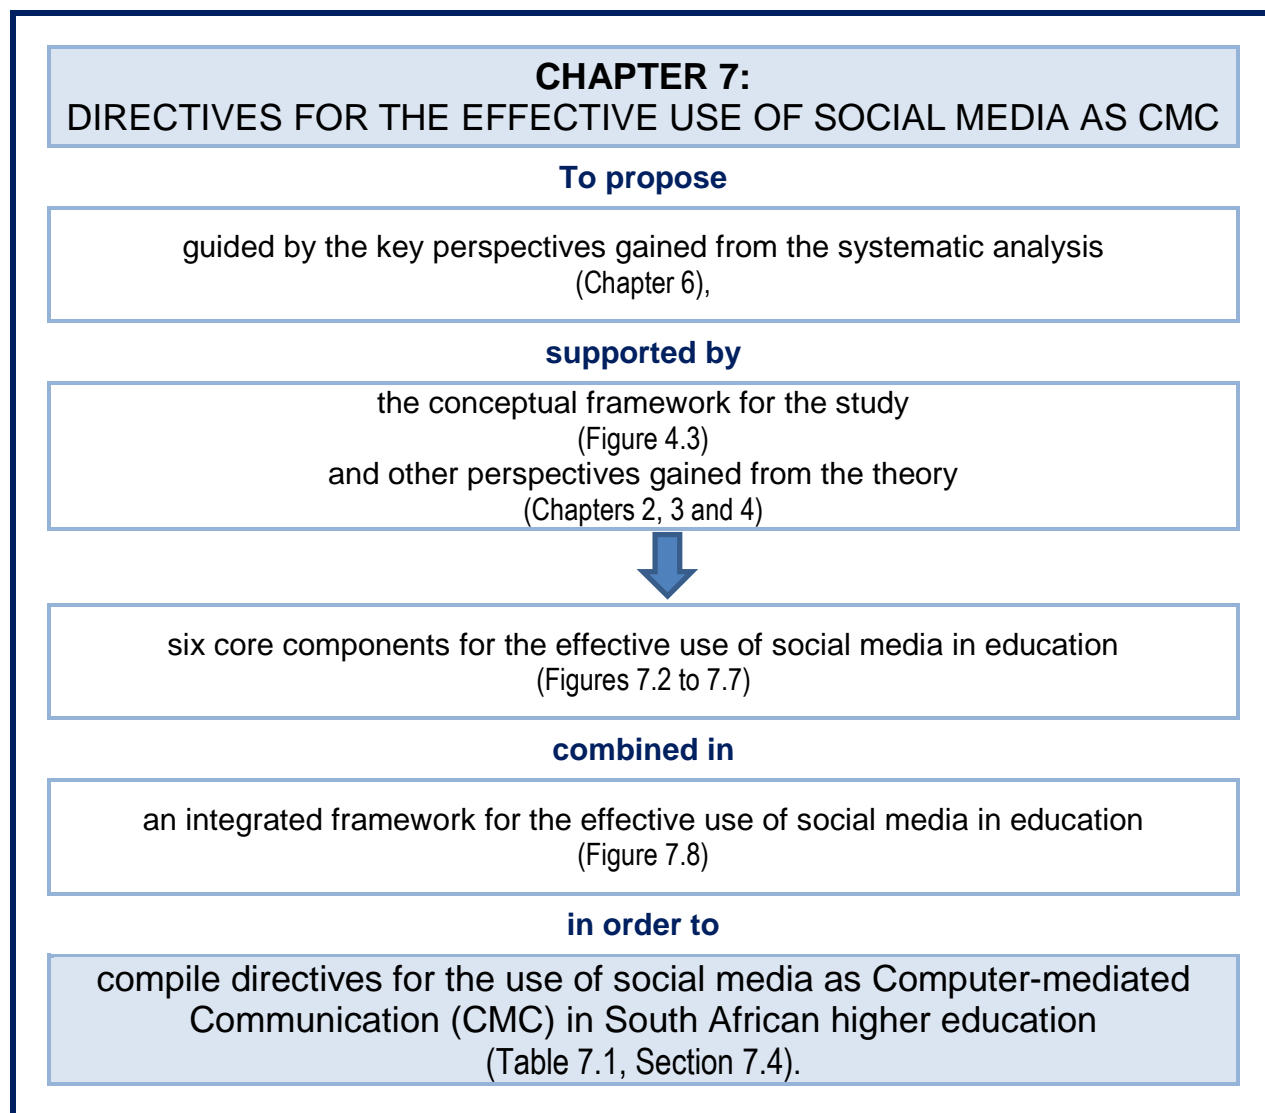 CHAPTER 7:
DIRECTIVES FOR THE EFFECTIVE USE OF SOCIAL MEDIA AS CMC
To propose
guided by the key perspectives gained from the systematic analysis
(Chapter 6),
supported by
the conceptual framework for the study
(Figure 4.3)
and other perspectives gained from the theory
(Chapters 2, 3 and 4)
six core components for the effective use of social media in education
(Figures 7.2 to 7.7)
combined in
an integrated framework for the effective use of social media in education
(Figure 7.8)
in order to
compile directives for the use of social media as Computer-mediated
Communication (CMC) in South African higher education
(Table 7.1, Section 7.4).